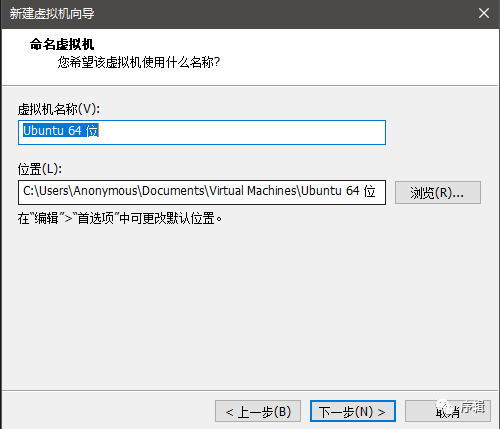 新建虚拟机向导
命名虚拟机
您希望该虚拟机使用什么名称?
虚拟机名称(V):
Ubuntu 64 位
位置(L):
C:\Users\Anonymous\Documents\Virtual Machines\Ubuntu 64 位
浏览(R)...
在“编辑”>“首选项”中可更改默认位置。
< 上一步(B)
下一步(N) >
取消
序辑